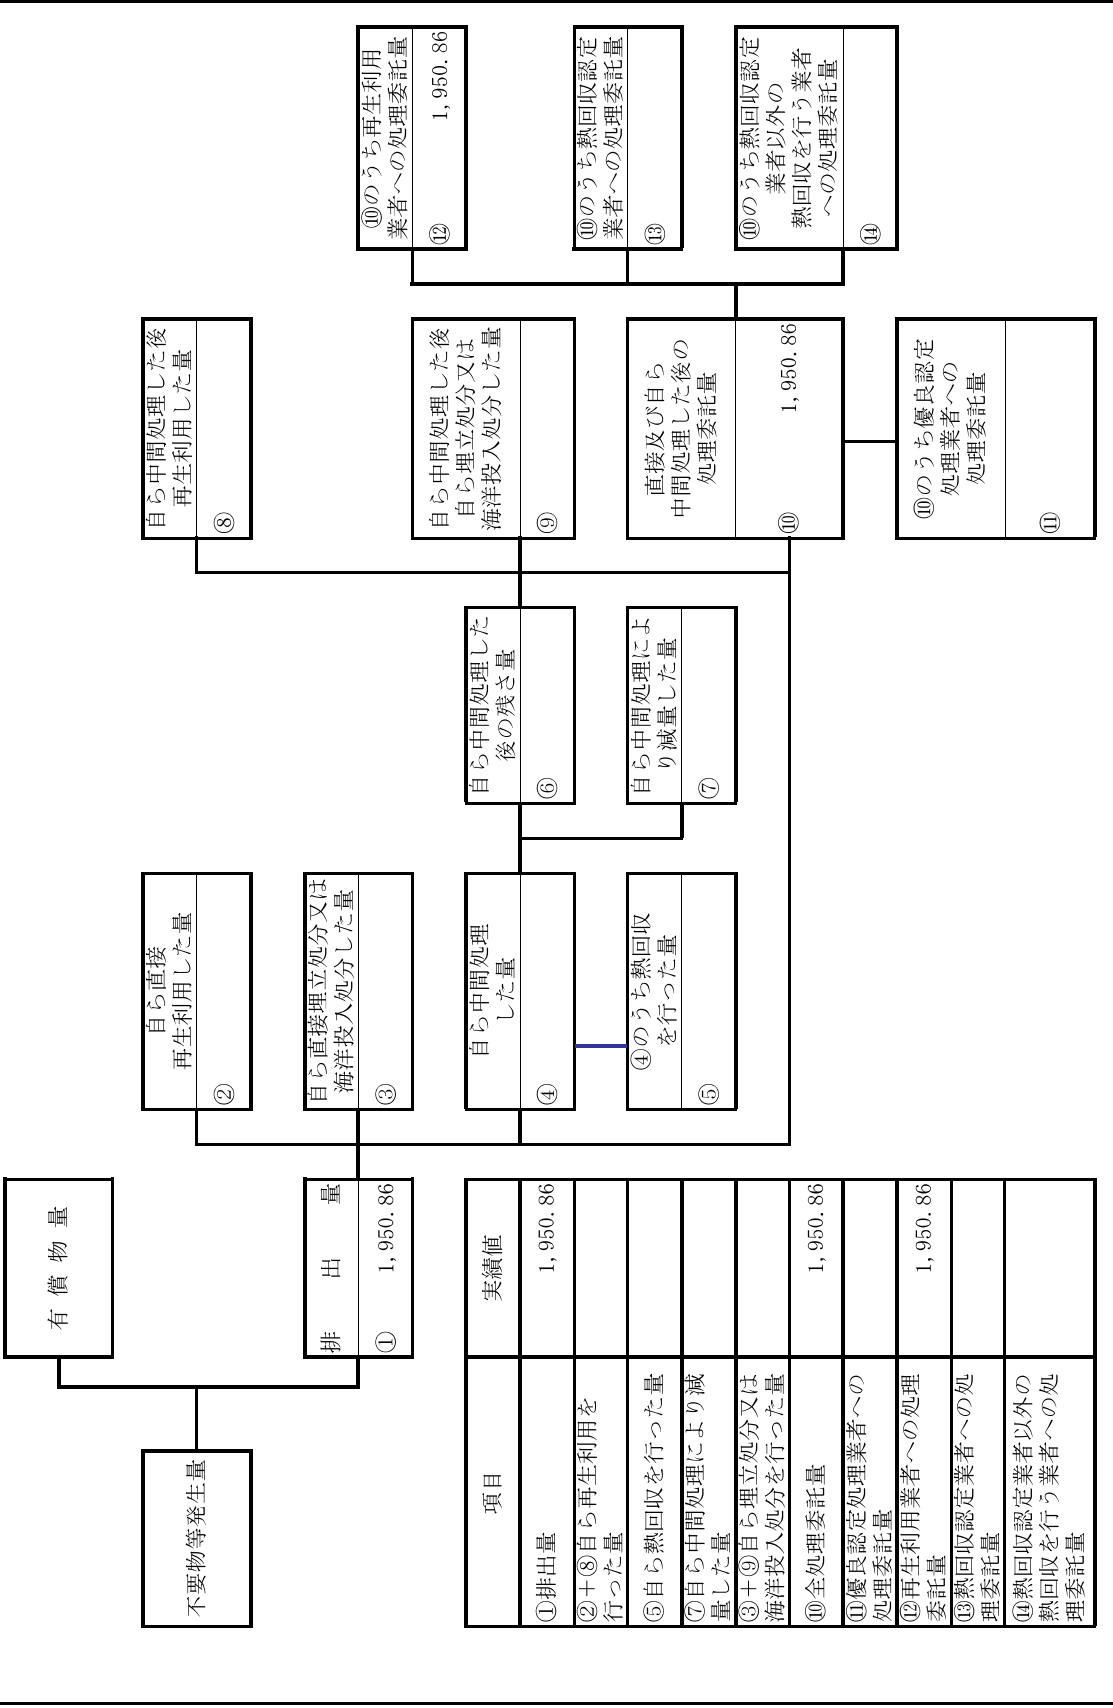 不要物等発生量
有償物量
排出量
① 1,950.86
自ら直接
再生利用した量
②
自ら直接埋立処分又は
海洋投入処分した量
③
自ら中間処理
した量
④
④のうち熱回収
を行った量
⑤
自ら中間処理した
後の残さ量
⑥
自ら中間処理によ
り減量した量
⑦
自ら中間処理した後
再生利用した量
⑧
自ら中間処理した後
自ら埋立処分又は
海洋投入処分した量
⑨
直接及び自ら
中間処理した後の
処理委託量
⑩ 1,950.86
⑩のうち優良認定
処理業者への
処理委託量
⑪
⑩のうち再生利用
業者への処理委託量
⑫ 1,950.86
⑩のうち熱回収認定
業者への処理委託量
⑬
⑩のうち熱回収認定
業者以外の
熱回収を行う業者
への処理委託量
⑭
項目 実績値
①排出量 1,950.86
②+⑧自ら再生利用を
行った量
⑤自ら熱回収を行った量
⑦自ら中間処理により減
量した量
③+⑨自ら埋立処分又は
海洋投入処分を行った量
⑩全処理委託量 1,950.86
⑪優良認定処理業者への
処理委託量
⑫再生利用業者への処理
委託量 1,950.86
⑬熱回収認定業者への処
理委託量
⑭熱回収認定業者以外の
熱回収を行う業者への処
理委託量